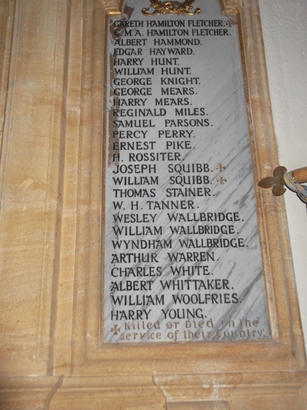 GARETH HAMILTON FLETCHER. +
G. M. A. HAMILTON FLETCHER.
ALBERT HAMMOND.
EDGAR HAYWARD.
HARRY HUNT.
WILLIAM HUNT.
GEORGE KNIGHT.
GEORGE MEARS.
HARRY MEARS.
REGINALD MILES.
SAMUEL PARSONS.
PERCY PERRY.
ERNEST PIKE.
H. ROSSITER.
JOSEPH SQUIBB. +
WILLIAM SQUIBB. +
THOMAS STAINER.
W. H. TANNER.
WESLEY WALLBRIDGE.
WILLIAM WALLBRIDGE.
WYNDHAM WALLBRIDGE.
ARTHUR WARREN.
CHARLES WHITE.
ALBERT WHITTAKER.
WILLIAM WOOLFRIES.
HARRY YOUNG.
+ Killed or Died in The
service of their Country.